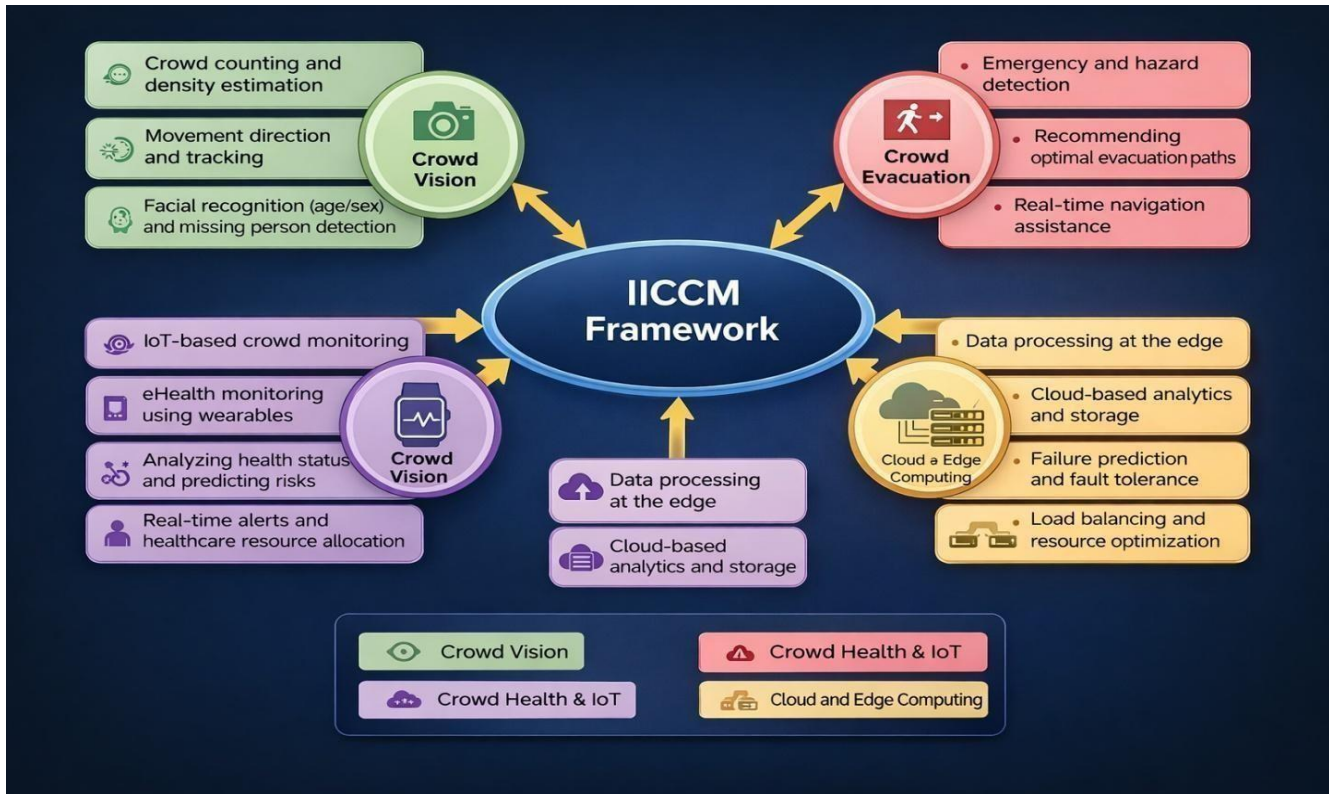 Crowd counting and
density estimation
Movement direction
and tracking
Facial recognition (age/sex)
and missing person detection
Crowd
Vision
• Emergency and hazard
detection
• Recommending
optimal evacuation paths
• Real-time navigation
assistance
Crowd
Evacuation
IICCM
Framework
IoT-based crowd monitoring
eHealth monitoring
using wearables
Analyzing health status
and predicting risks
Real-time alerts and
healthcare resource allocation
Crowd
Vision
Data processing
at the edge
Cloud-based
analytics and storage
• Data processing at the edge
• Cloud-based analytics
and storage
• Failure prediction
and fault tolerance
• Load balancing and
resource optimization
Cloud a Edge
Computing
Crowd Vision
Crowd Health & IoT
Crowd Health & IoT
Cloud and Edge Computing